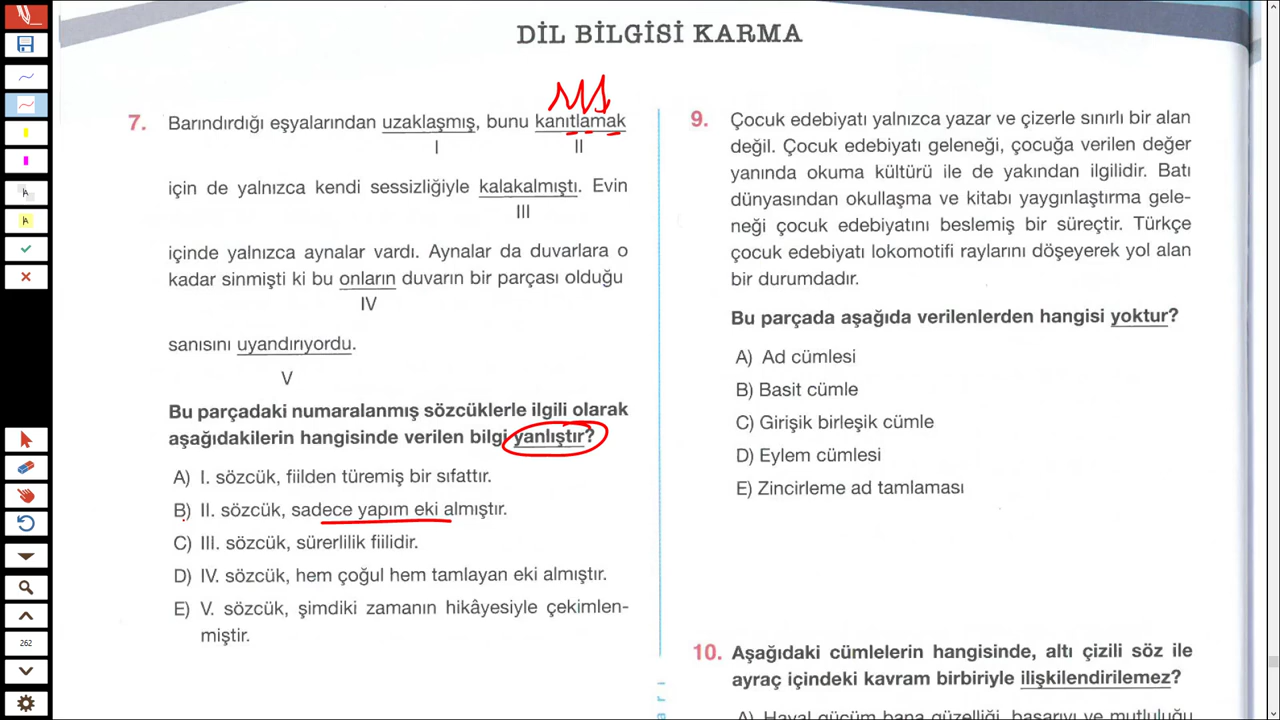 DİL BİLGİSİ KARMA
7. Barındırdığı eşyalarından uzaklaşmış, bunu kanıtlamak
I II
için de yalnızca kendi sessizliğiyle kalakalmıştı. Evin
III
içinde yalnızca aynalar vardı. Aynalar da duvarlara o
kadar sinmişti ki bu onların duvarın bir parçası olduğu
IV
sanısını uyandırıyordu.
V
Bu parçadaki numaralanmış sözcüklerle ilgili olarak
aşağıdakilerin hangisinde verilen bilgi yanlıştır?
A) I. sözcük, fiilden türemiş bir sıfattır.
B) II. sözcük, sadece yapım eki almıştır.
C) III. sözcük, sürerlilik fiilidir.
D) IV. sözcük, hem çoğul hem tamlayan eki almıştır.
E) V. sözcük, şimdiki zamanın hikâyesiyle çekimlen-
miştir.
9. Çocuk edebiyatı yalnızca yazar ve çizerle sınırlı bir alan
değil. Çocuk edebiyatı geleneği, çocuğa verilen değer
yanında okuma kültürü ile de yakından ilgilidir. Batı
dünyasından okullaşma ve kitabı yaygınlaştırma gele-
neği çocuk edebiyatını beslemiş bir süreçtir. Türkçe
çocuk edebiyatı lokomotifi raylarını döşeyerek yol alan
bir durumdadır.
Bu parçada aşağıda verilenlerden hangisi yoktur?
A) Ad cümlesi
B) Basit cümle
C) Girişik birleşik cümle
D) Eylem cümlesi
E) Zincirleme ad tamlaması
10. Aşağıdaki cümlelerin hangisinde, altı çizili söz ile
ayraç içindeki kavram birbiriyle ilişkilendirilemez?
A) Hayal gücüm bana güzelliği, başarıyı ve mutluluğu
262